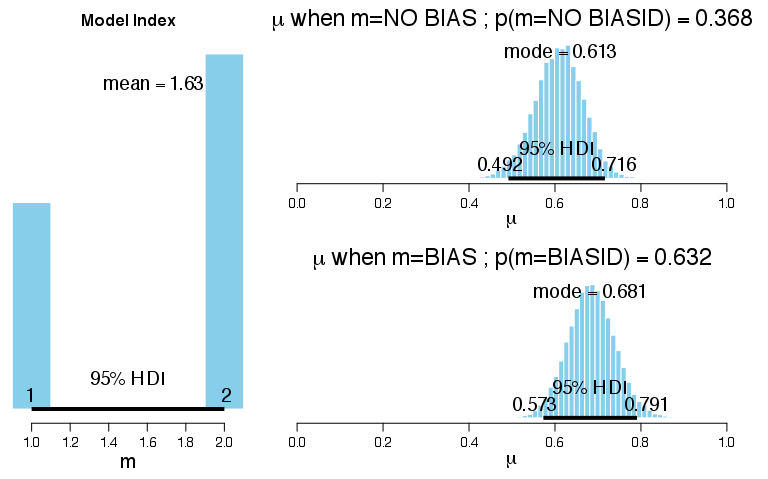 Model Index
mean = 1.63
95% HDI
1 2
1.0 1.2 1.4 1.6 1.8 2.0
m
μ when m=NO BIAS ; p(m=NO BIASID) = 0.368
mode = 0.613
95% HDI
0.492 0.716
0.0 0.2 0.4 0.6 0.8 1.0
μ
μ when m=BIAS ; p(m=BIASID) = 0.632
mode = 0.681
95% HDI
0.573 0.791
0.0 0.2 0.4 0.6 0.8 1.0
μ